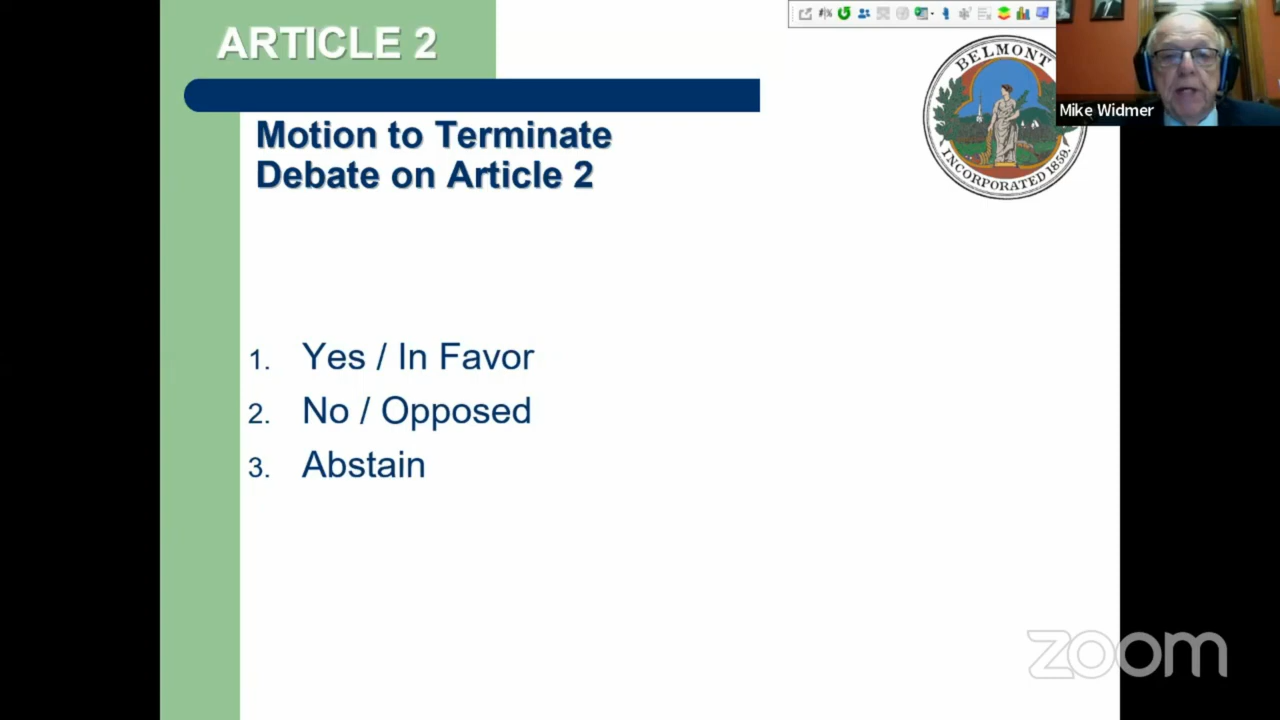 ARTICLE 2
Mike Widmer
BELMONT
INCORPORATED 1859.
Motion to Terminate
Debate on Article 2
1. Yes / In Favor
2. No / Opposed
3. Abstain
zoom